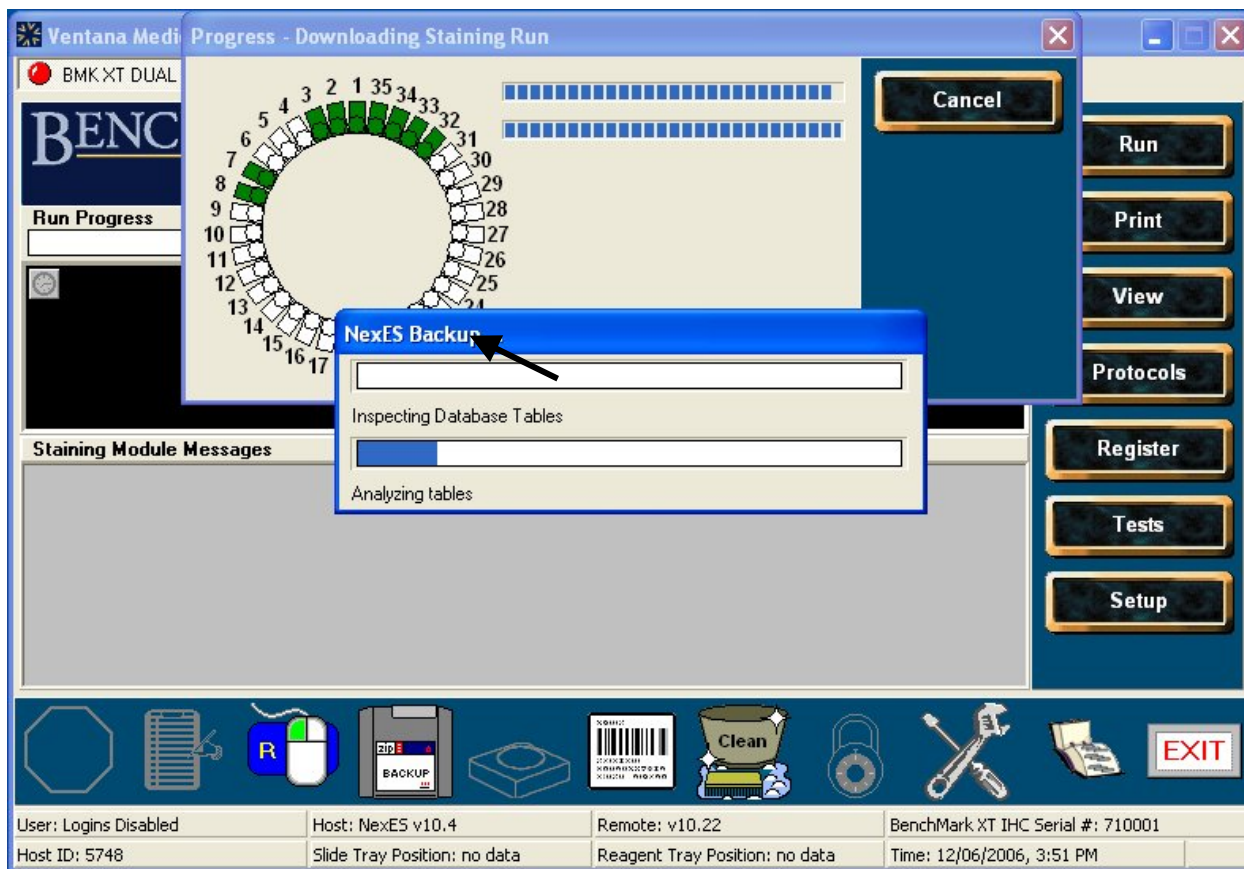 Ventana Medi
Progress - Downloading Staining Run
BMK XT DUAL
Cancel
BENC
1
2
3
4
5
6
7
8
9
10
11
12
13
14
15
16
17
35
34
33
32
31
30
29
28
27
26
25
24
Run Progress
Run
Print
View
Protocols
Register
Tests
Setup
NexES Backup
Inspecting Database Tables
Analyzing tables
Staining Module Messages
R
zip
BACKUP
Clean
EXIT
User: Logins Disabled
Host: NexES v10.4
Remote: v10.22
BenchMark XT IHC Serial #: 710001
Host ID: 5748
Slide Tray Position: no data
Reagent Tray Position: no data
Time: 12/06/2006, 3:51 PM